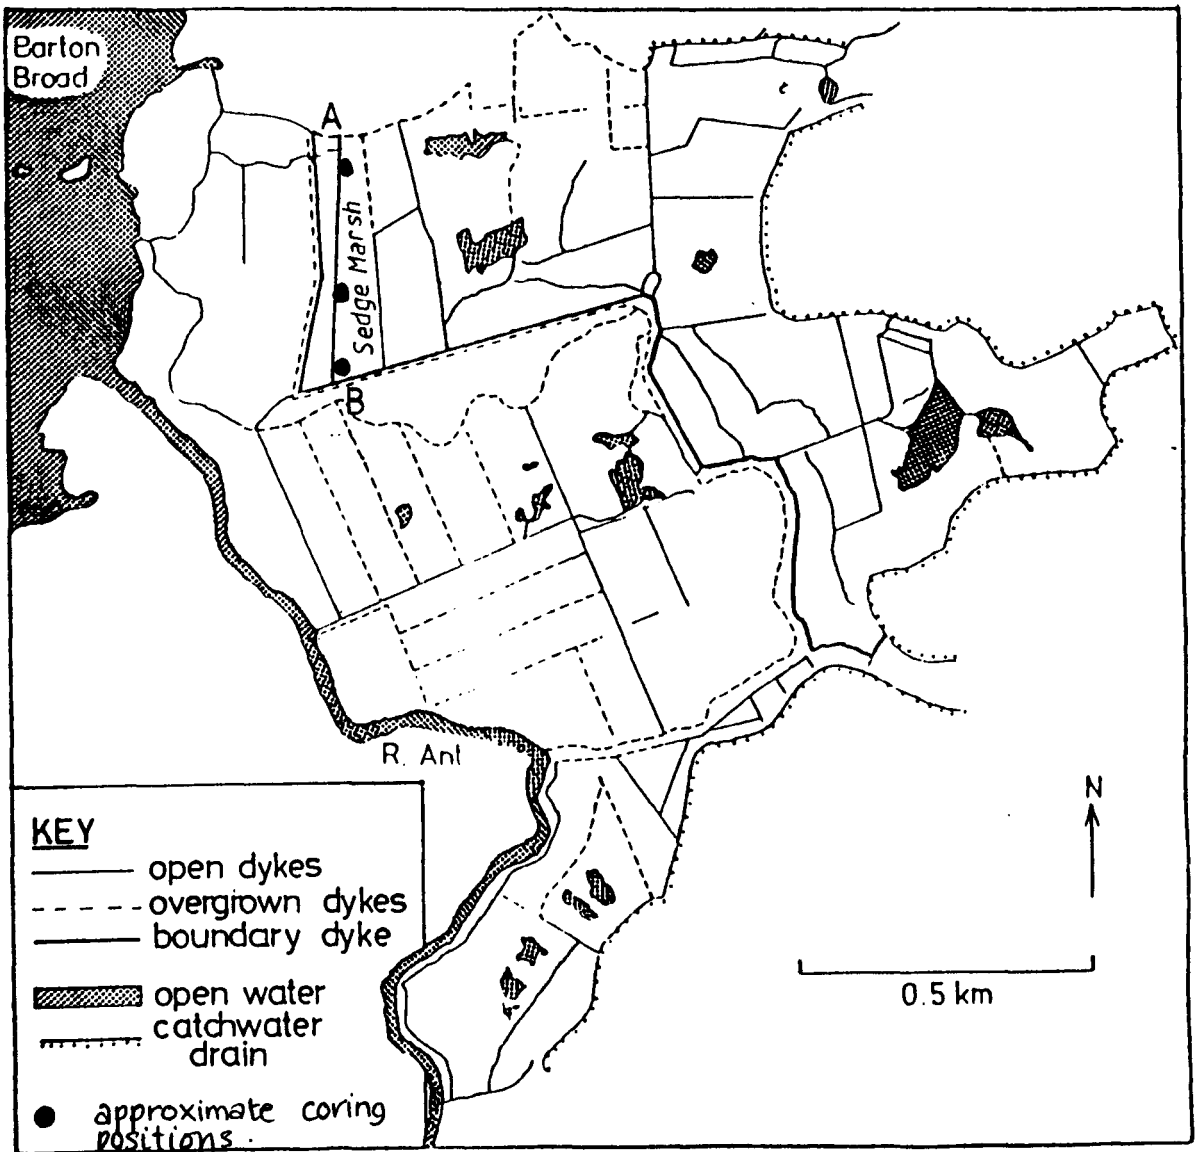 Barton
Broad
A
Sedge Marsh
B
R. Ant
N
0.5 km
KEY
open dykes
overgrown dykes
boundary dyke
open water
catchwater
drain
approximate coring
positions.